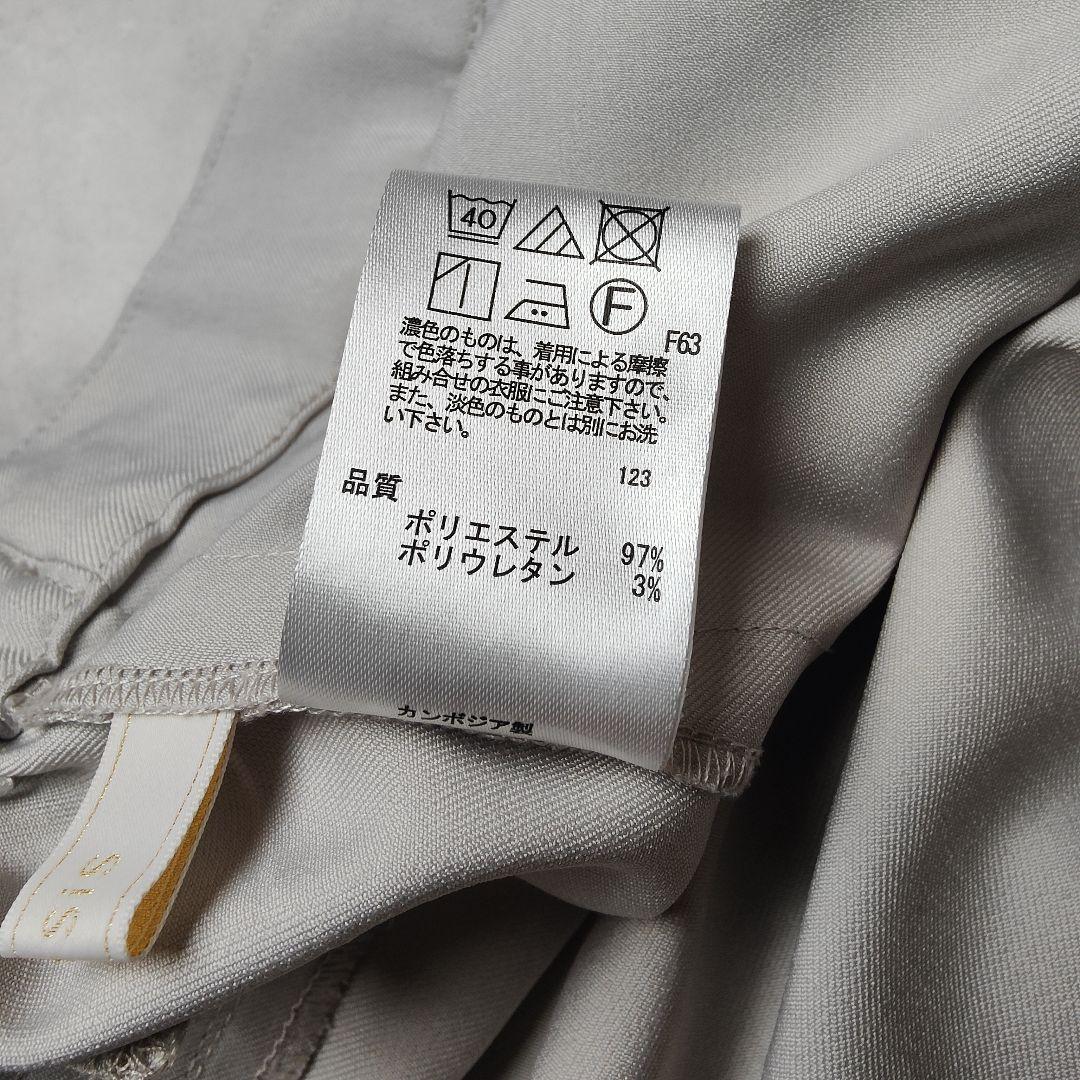 40
F
F63
濃色のものは、着用による摩擦
で色落ちする事がありますので、
組み合せの衣服にご注意下さい。
また、淡色のものとは別にお洗
い下さい。
123
品質
ポリエステル 97%
ポリウレタン 3%
カンボジア製
SIS